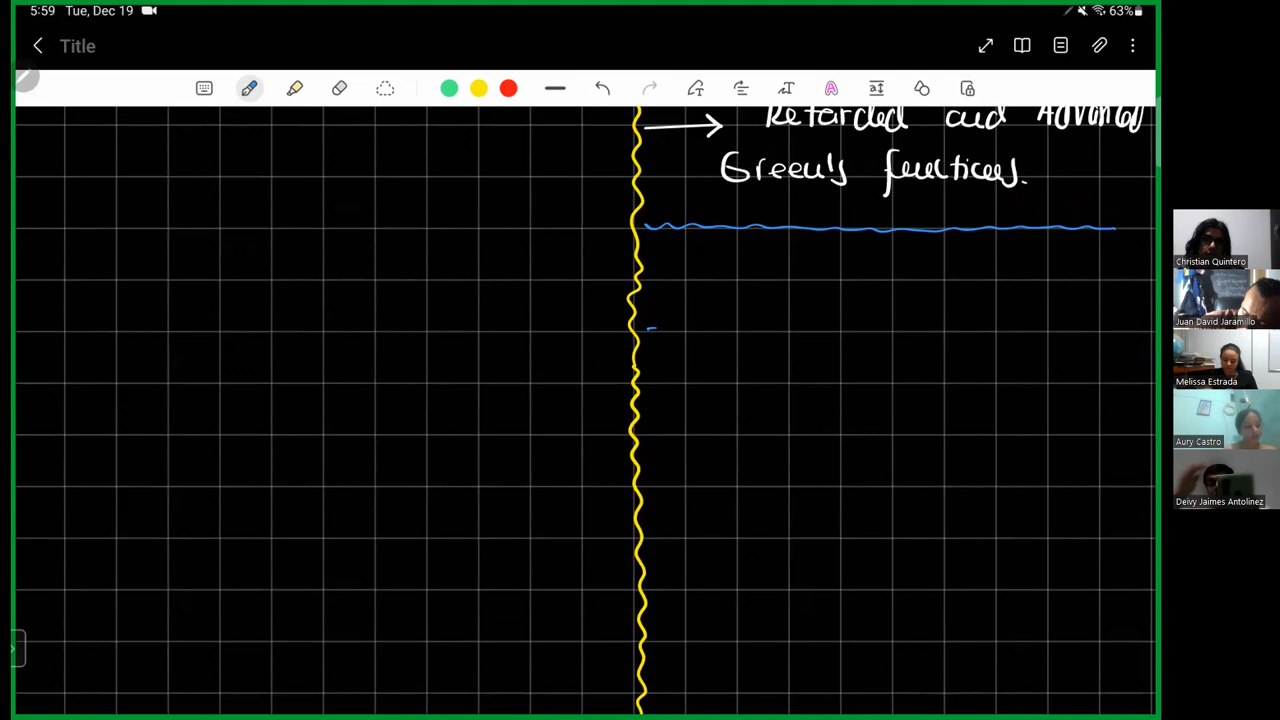 5:59 Tue, Dec 19 63%
Title
Retarded and Advanced
Green's functions.
Christian Quintero
Juan David Jaramillo
Melissa Estrada
Aury Castro
Deivy Jaimes Antolinez